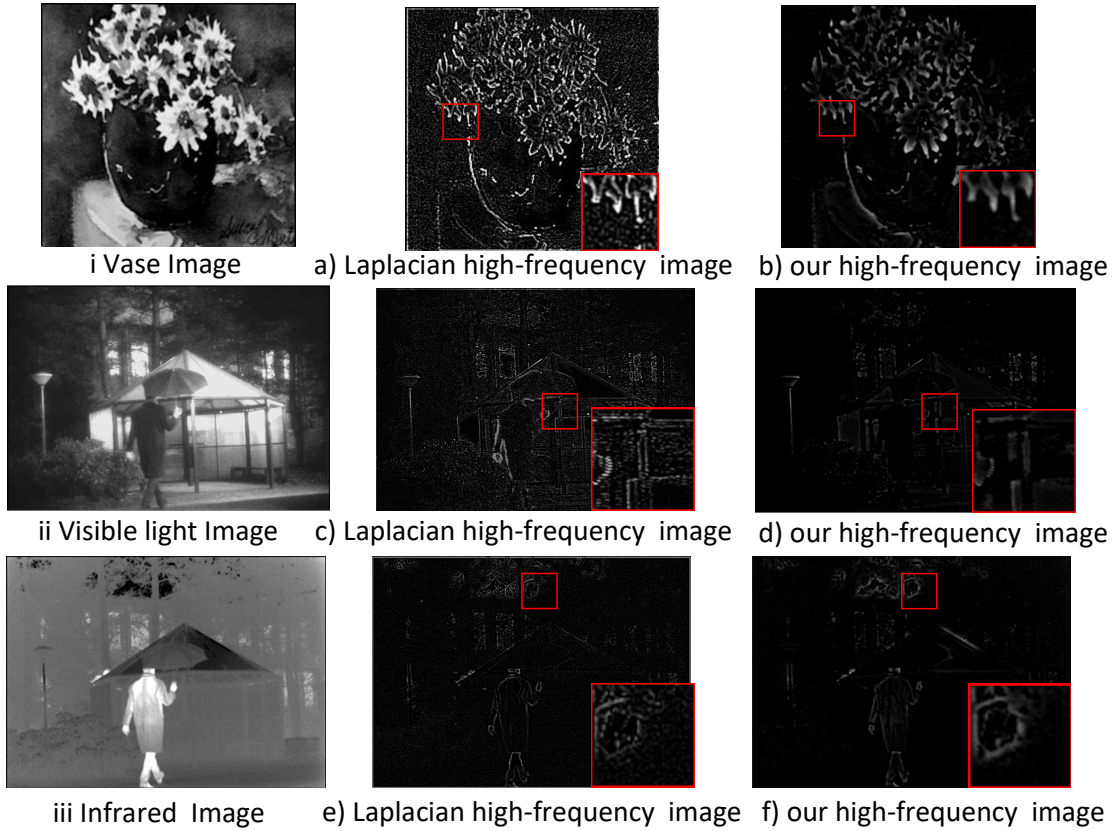 i Vase Image
a) Laplacian high-frequency image
b) our high-frequency image
ii Visible light Image
c) Laplacian high-frequency image
d) our high-frequency image
iii Infrared Image
e) Laplacian high-frequency image
f) our high-frequency image